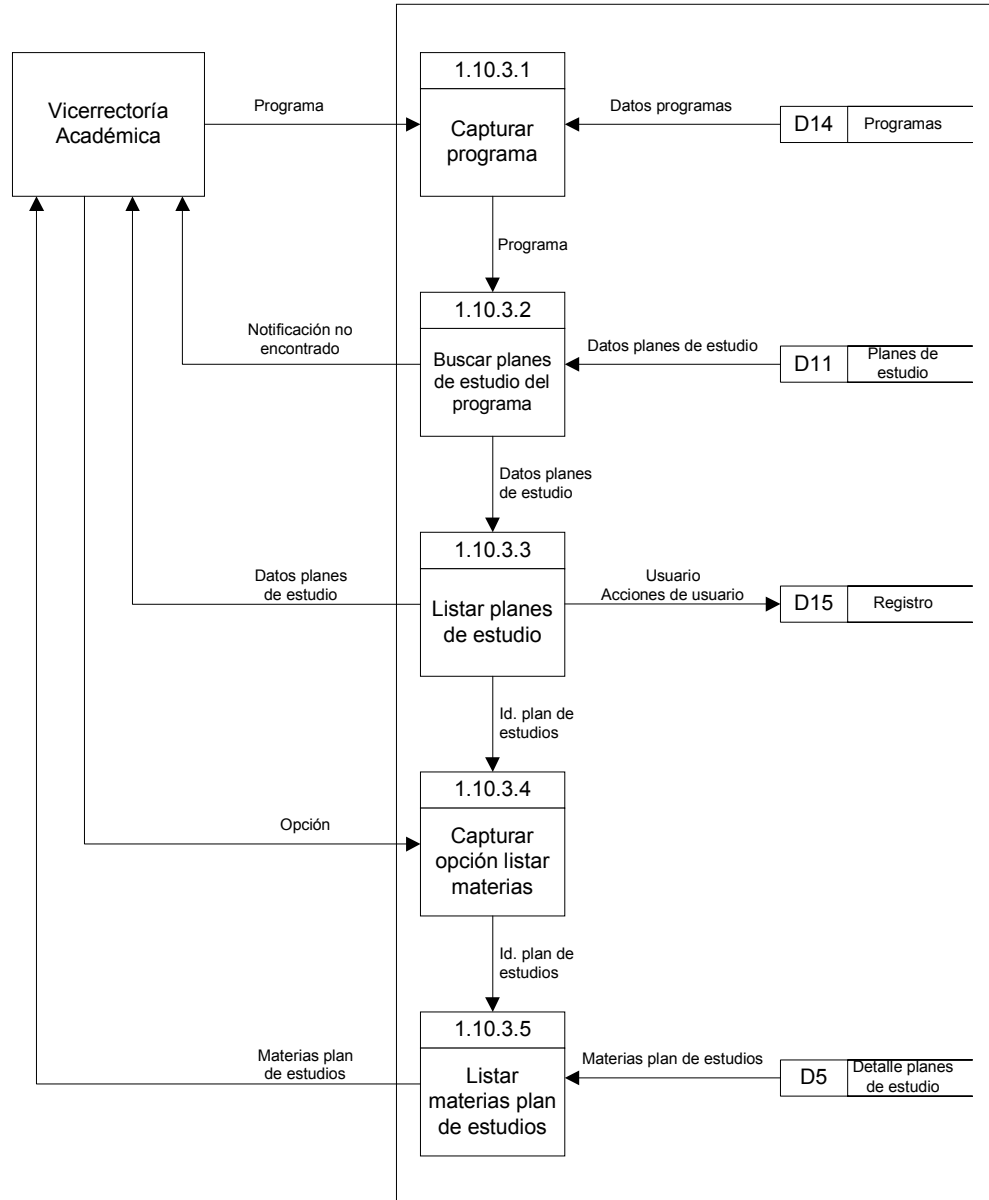 1.10.3.1
Vicerrectoría
Académica
Programa
Capturar
programa
Datos programas
D14
Programas
Programa
1.10.3.2
Notificación no
encontrado
Buscar planes
de estudio del
programa
Datos planes de estudio
D11
Planes de
estudio
Datos planes
de estudio
1.10.3.3
Datos planes
de estudio
Listar planes
de estudio
Usuario
Acciones de usuario
D15
Registro
Id. plan de
estudios
1.10.3.4
Opción
Capturar
opción listar
materias
Id. plan de
estudios
1.10.3.5
Materias plan
de estudios
Listar
materias plan
de estudios
Materias plan de estudios
D5
Detalle planes
de estudio